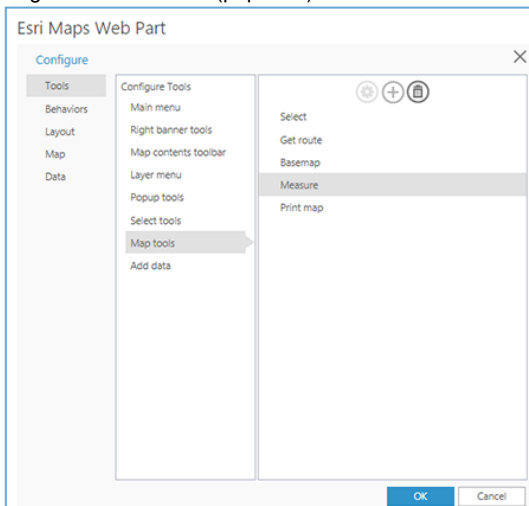 Esri Maps Web Part
Configure
Tools
Behaviors
Layout
Map
Data
Configure Tools
Main menu
Right banner tools
Map contents toolbar
Layer menu
Popup tools
Select tools
Map tools
Add data
Select
Get route
Basemap
Measure
Print map
OK
Cancel